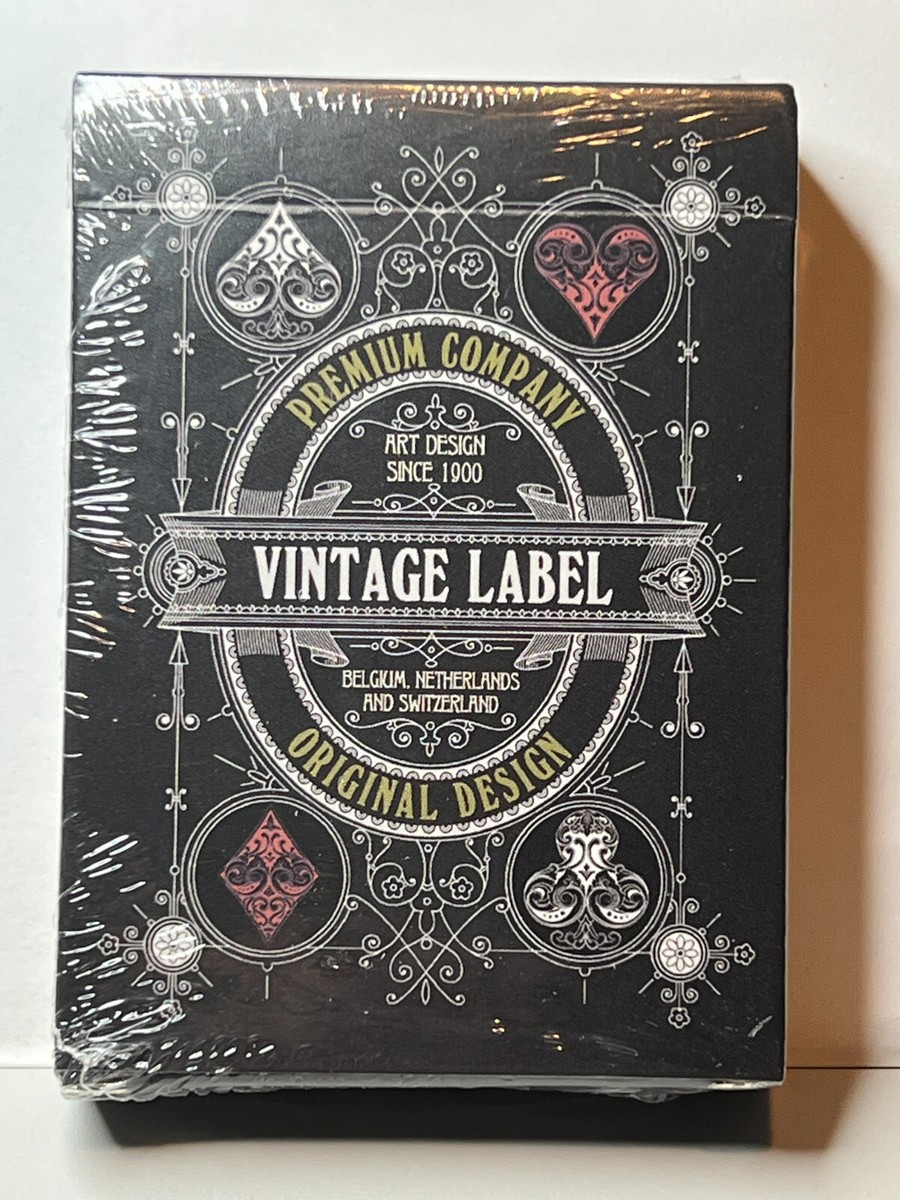 PREMIUM COMPANY
ART DESIGN
SINCE 1900
VINTAGE LABEL
BELGIUM, NETHERLANDS
AND SWITZERLAND
ORIGINAL DESIGN